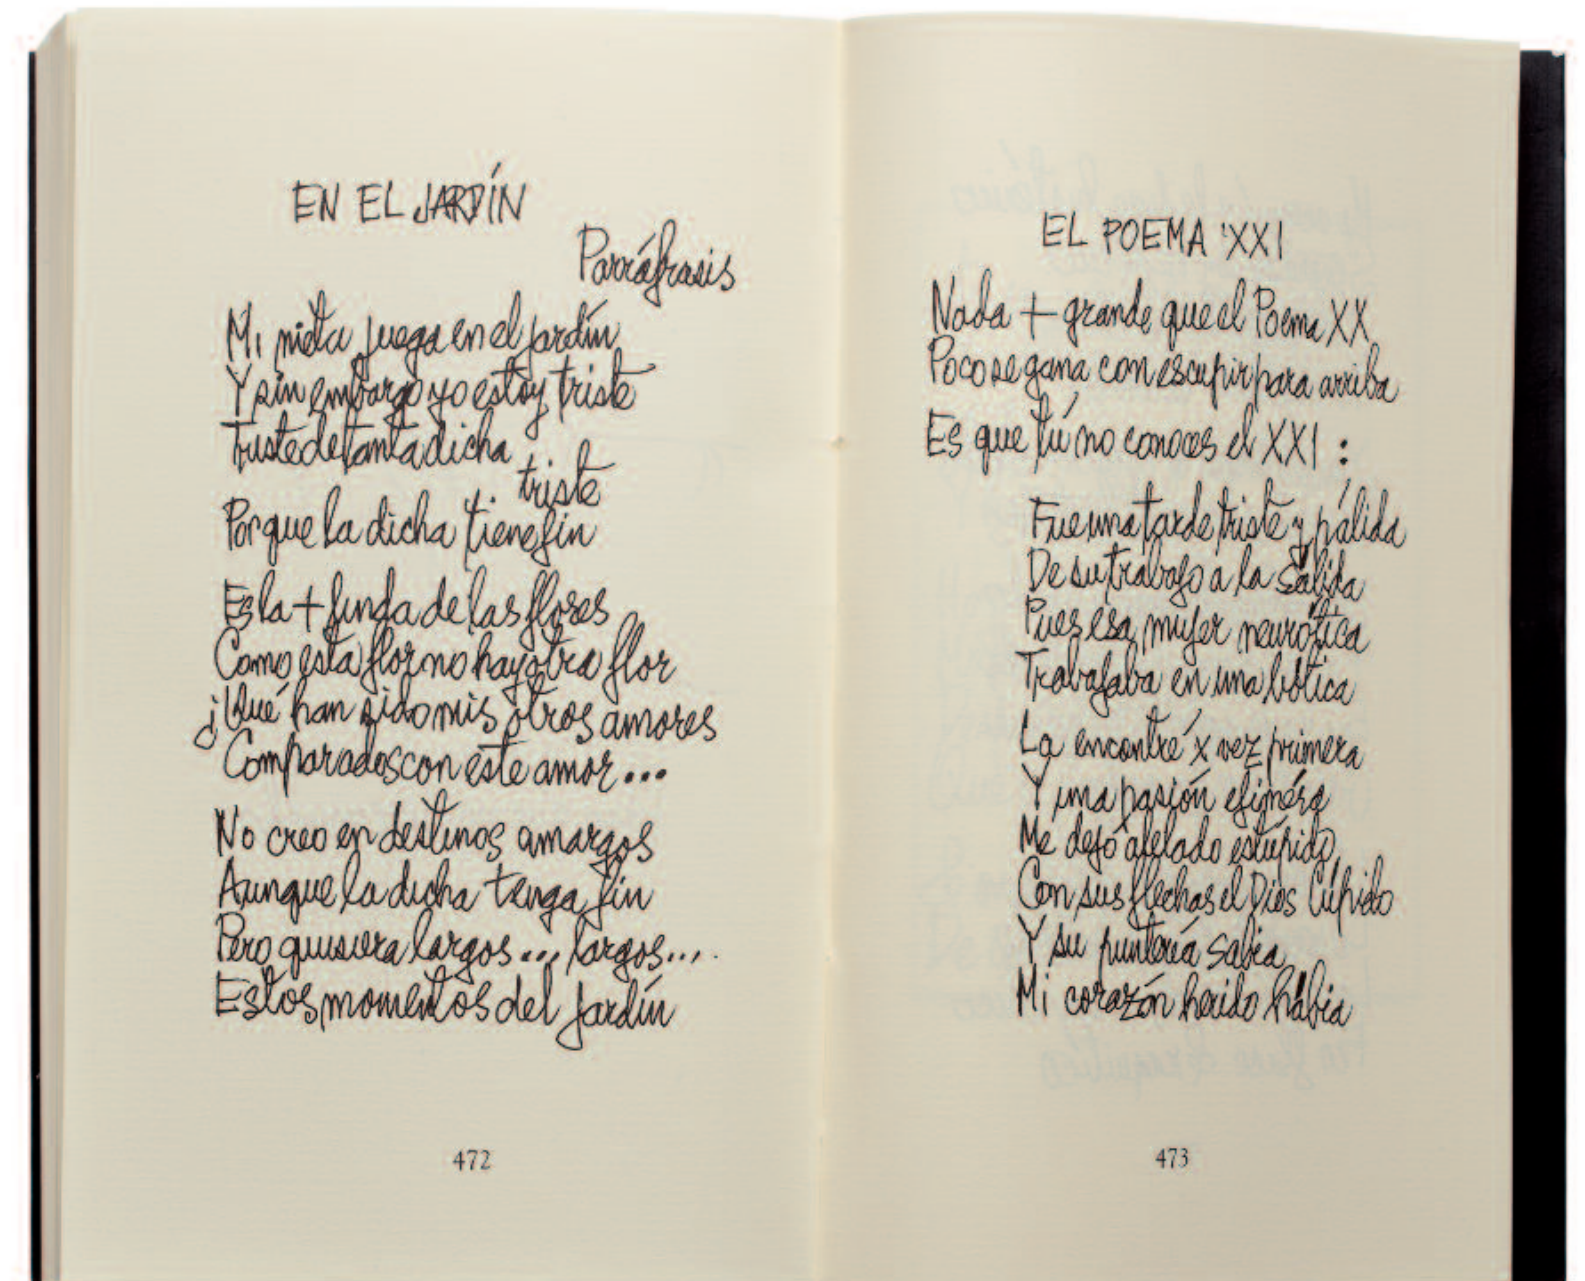 EN EL JARDÍN
Parráfrasis
Mi nieta juega en el jardín
Y sin embargo yo estoy triste
Triste de tanta dicha
triste
Porque la dicha tiene fin
Es la + linda de las flores
Como esta flor no hay otra flor
¿Qué han sido mis otros amores
Comparados con este amor...
No creo en destinos amargos
Aunque la dicha tenga fin
Pero quisiera largos... largos...
Estos momentos del jardín
472
EL POEMA XXI
Nada + grande que el Poema XX
Poco se gana con escupir para arriba
Es que tú no conoces el XXI :
Fue una tarde triste y pálida
De su trabajo a la sálida
Pues esa mujer neurótica
Trabajaba en una bótica
La encontré x vez primera
Y una pasión efiméra
Me dejó alelado estúpido
Con sus flechas el Dios Cúpido
Y su puntería sabia
Mi corazón herido hábia
473